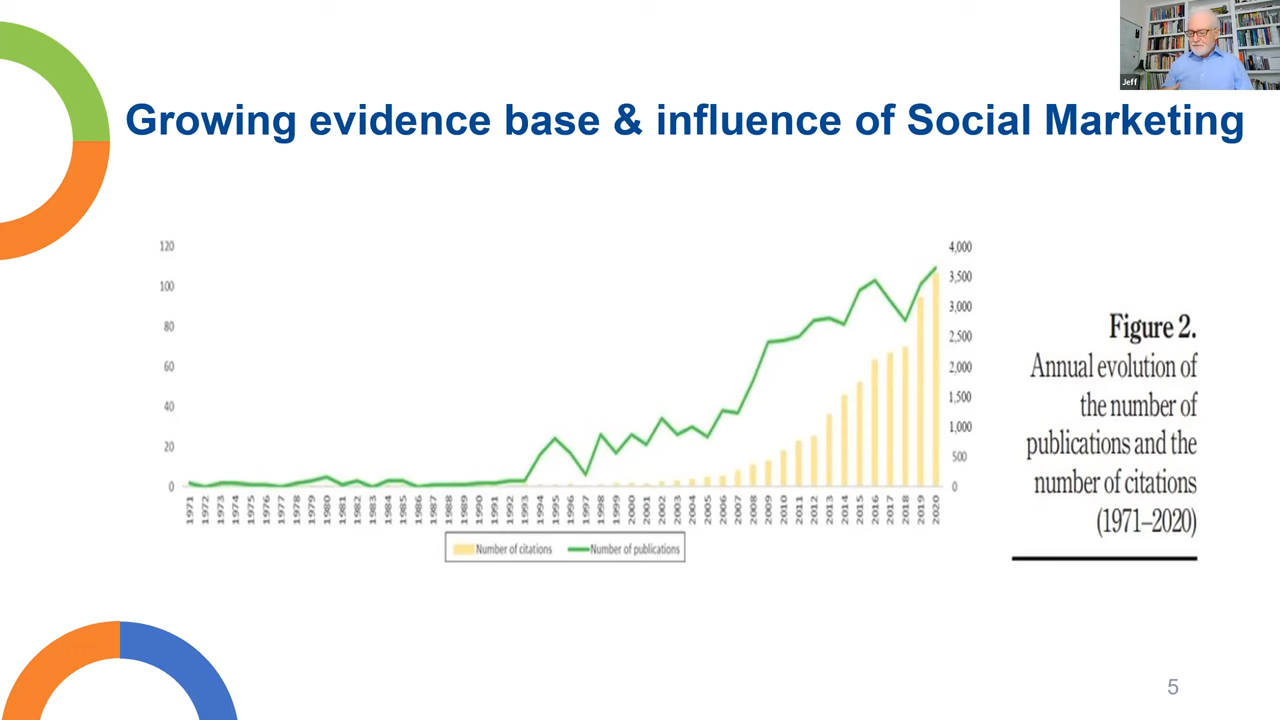 Jeff
Growing evidence base & influence of Social Marketing
120
100
80
60
40
20
0
4,000
3,500
3,000
2,500
2,000
1,500
1,000
500
0
1971 1972 1973 1974 1975 1976 1977 1978 1979 1980 1981 1982 1983 1984 1985 1986 1987 1988 1989 1990 1991 1992 1993 1994 1995 1996 1997 1998 1999 2000 2001 2002 2003 2004 2005 2006 2007 2008 2009 2010 2011 2012 2013 2014 2015 2016 2017 2018 2019 2020
Number of citations Number of publications
Figure 2.
Annual evolution of
the number of
publications and the
number of citations
(1971–2020)
5